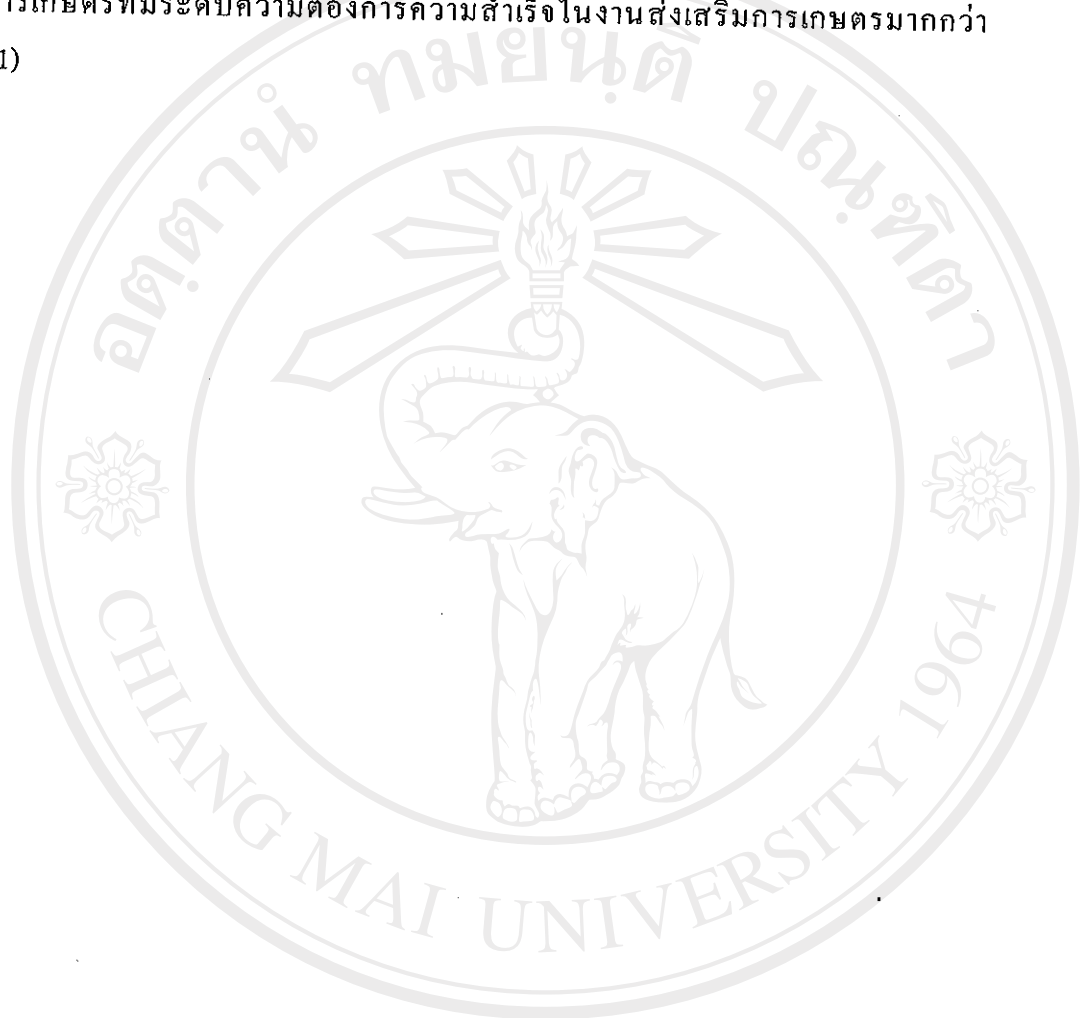 การเกษตรที่มีระดับความต้องการความสำเร็จในงานส่งเสริมการเกษตรมากกว่า
1)
อตฺตานํ ทมยนฺติ ปณฺฑิตา
CHIANG MAI UNIVERSITY 1964